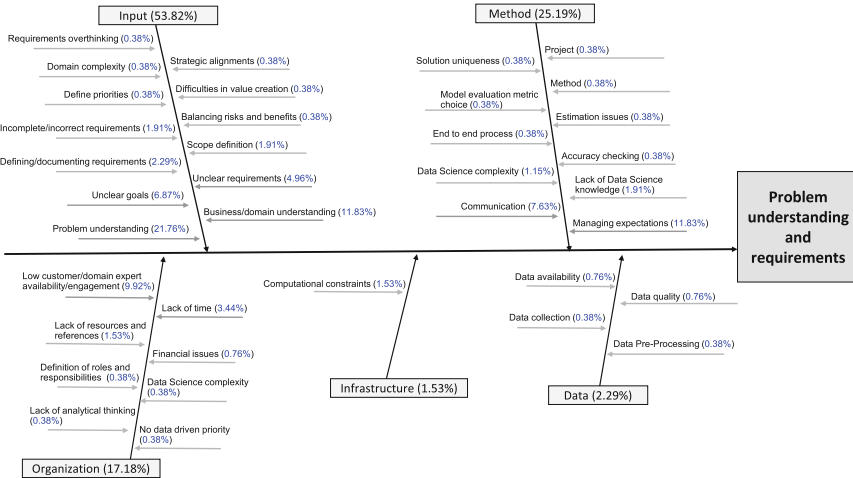 Input (53.82%)
Requirements overthinking (0.38%)
Strategic alignments (0.38%)
Domain complexity (0.38%)
Difficulties in value creation (0.38%)
Define priorities (0.38%)
Balancing risks and benefits (0.38%)
Incomplete/incorrect requirements (1.91%)
Scope definition (1.91%)
Defining/documenting requirements (2.29%)
Unclear requirements (4.96%)
Unclear goals (6.87%)
Business/domain understanding (11.83%)
Problem understanding (21.76%)
Method (25.19%)
Project (0.38%)
Solution uniqueness (0.38%)
Method (0.38%)
Model evaluation metric
choice (0.38%)
Estimation issues (0.38%)
End to end process (0.38%)
Accuracy checking (0.38%)
Data Science complexity (1.15%)
Lack of Data Science
knowledge (1.91%)
Communication (7.63%)
Managing expectations (11.83%)
Problem
understanding
and
requirements
Low customer/domain expert
availability/engagement (9.92%)
Lack of time (3.44%)
Lack of resources and
references (1.53%)
Financial issues (0.76%)
Definition of roles and
responsibilities (0.38%)
Data Science complexity
(0.38%)
Lack of analytical thinking
(0.38%)
No data driven priority
(0.38%)
Organization (17.18%)
Computational constraints (1.53%)
Infrastructure (1.53%)
Data availability (0.76%)
Data quality (0.76%)
Data collection (0.38%)
Data Pre-Processing (0.38%)
Data (2.29%)